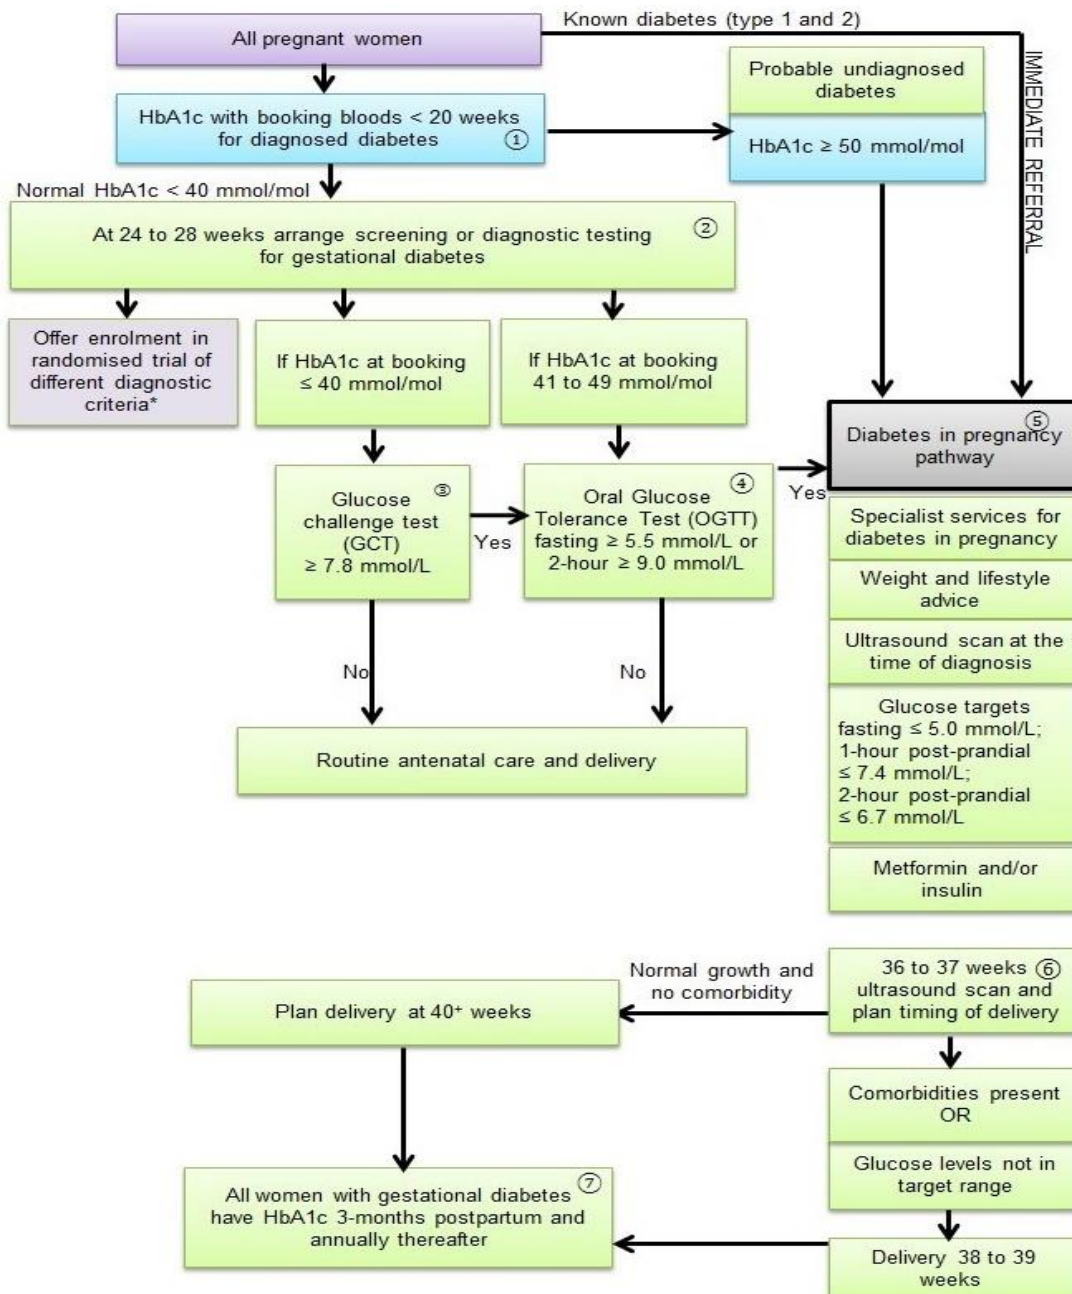 Known diabetes (type 1 and 2)
All pregnant women
IMMEDIATE REFERRAL
Probable undiagnosed
diabetes
HbA1c with booking bloods < 20 weeks
for diagnosed diabetes ①
HbA1c ≥ 50 mmol/mol
Normal HbA1c < 40 mmol/mol
At 24 to 28 weeks arrange screening or diagnostic testing ②
for gestational diabetes
Offer enrolment in
randomised trial of
different diagnostic
criteria*
If HbA1c at booking
≤ 40 mmol/mol
If HbA1c at booking
41 to 49 mmol/mol
Diabetes in pregnancy ⑤
pathway
Glucose ③
challenge test
(GCT)
≥ 7.8 mmol/L
Yes
Oral Glucose ④
Tolerance Test (OGTT)
fasting ≥ 5.5 mmol/L or
2-hour ≥ 9.0 mmol/L
Yes
Specialist services for
diabetes in pregnancy
Weight and lifestyle
advice
Ultrasound scan at the
time of diagnosis
No
No
Glucose targets
fasting ≤ 5.0 mmol/L;
1-hour post-prandial
≤ 7.4 mmol/L;
2-hour post-prandial
≤ 6.7 mmol/L
Routine antenatal care and delivery
Metformin and/or
insulin
36 to 37 weeks ⑥
ultrasound scan and
plan timing of delivery
Normal growth and
no comorbidity
Plan delivery at 40⁺ weeks
Comorbidities present
OR
Glucose levels not in
target range
All women with gestational diabetes ⑦
have HbA1c 3-months postpartum and
annually thereafter
Delivery 38 to 39
weeks